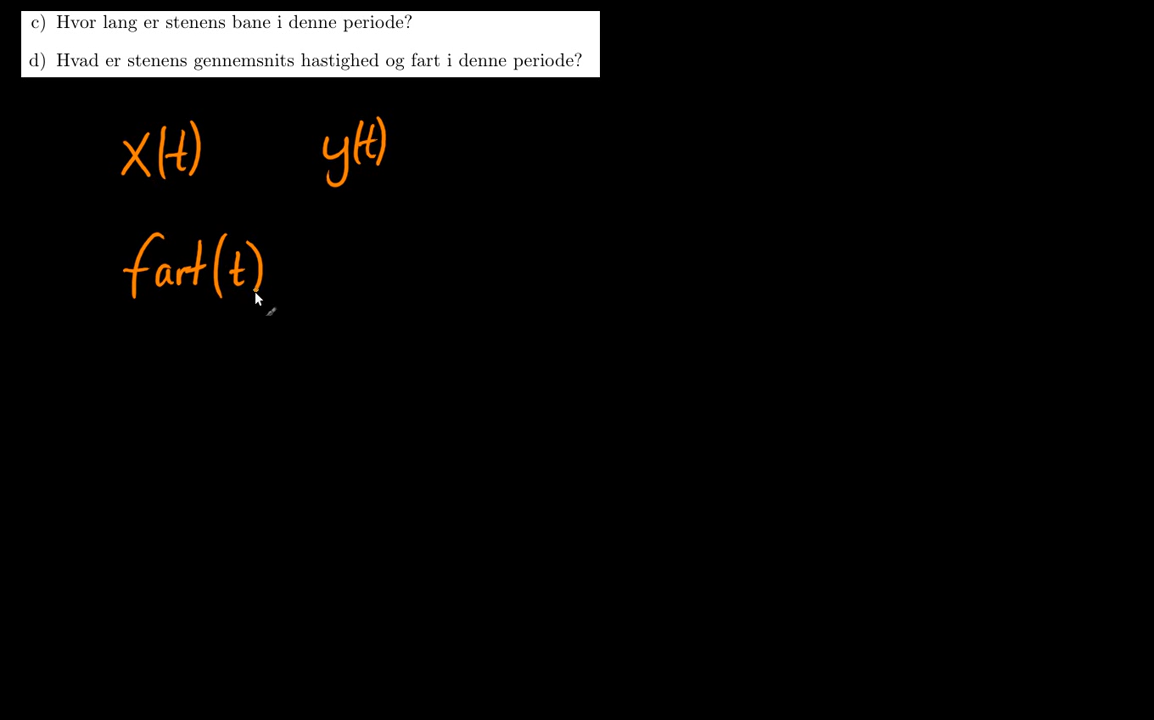 c) Hvor lang er stenens bane i denne periode?
d) Hvad er stenens gennemsnits hastighed og fart i denne periode?
x(t) y(t)
fart(t)